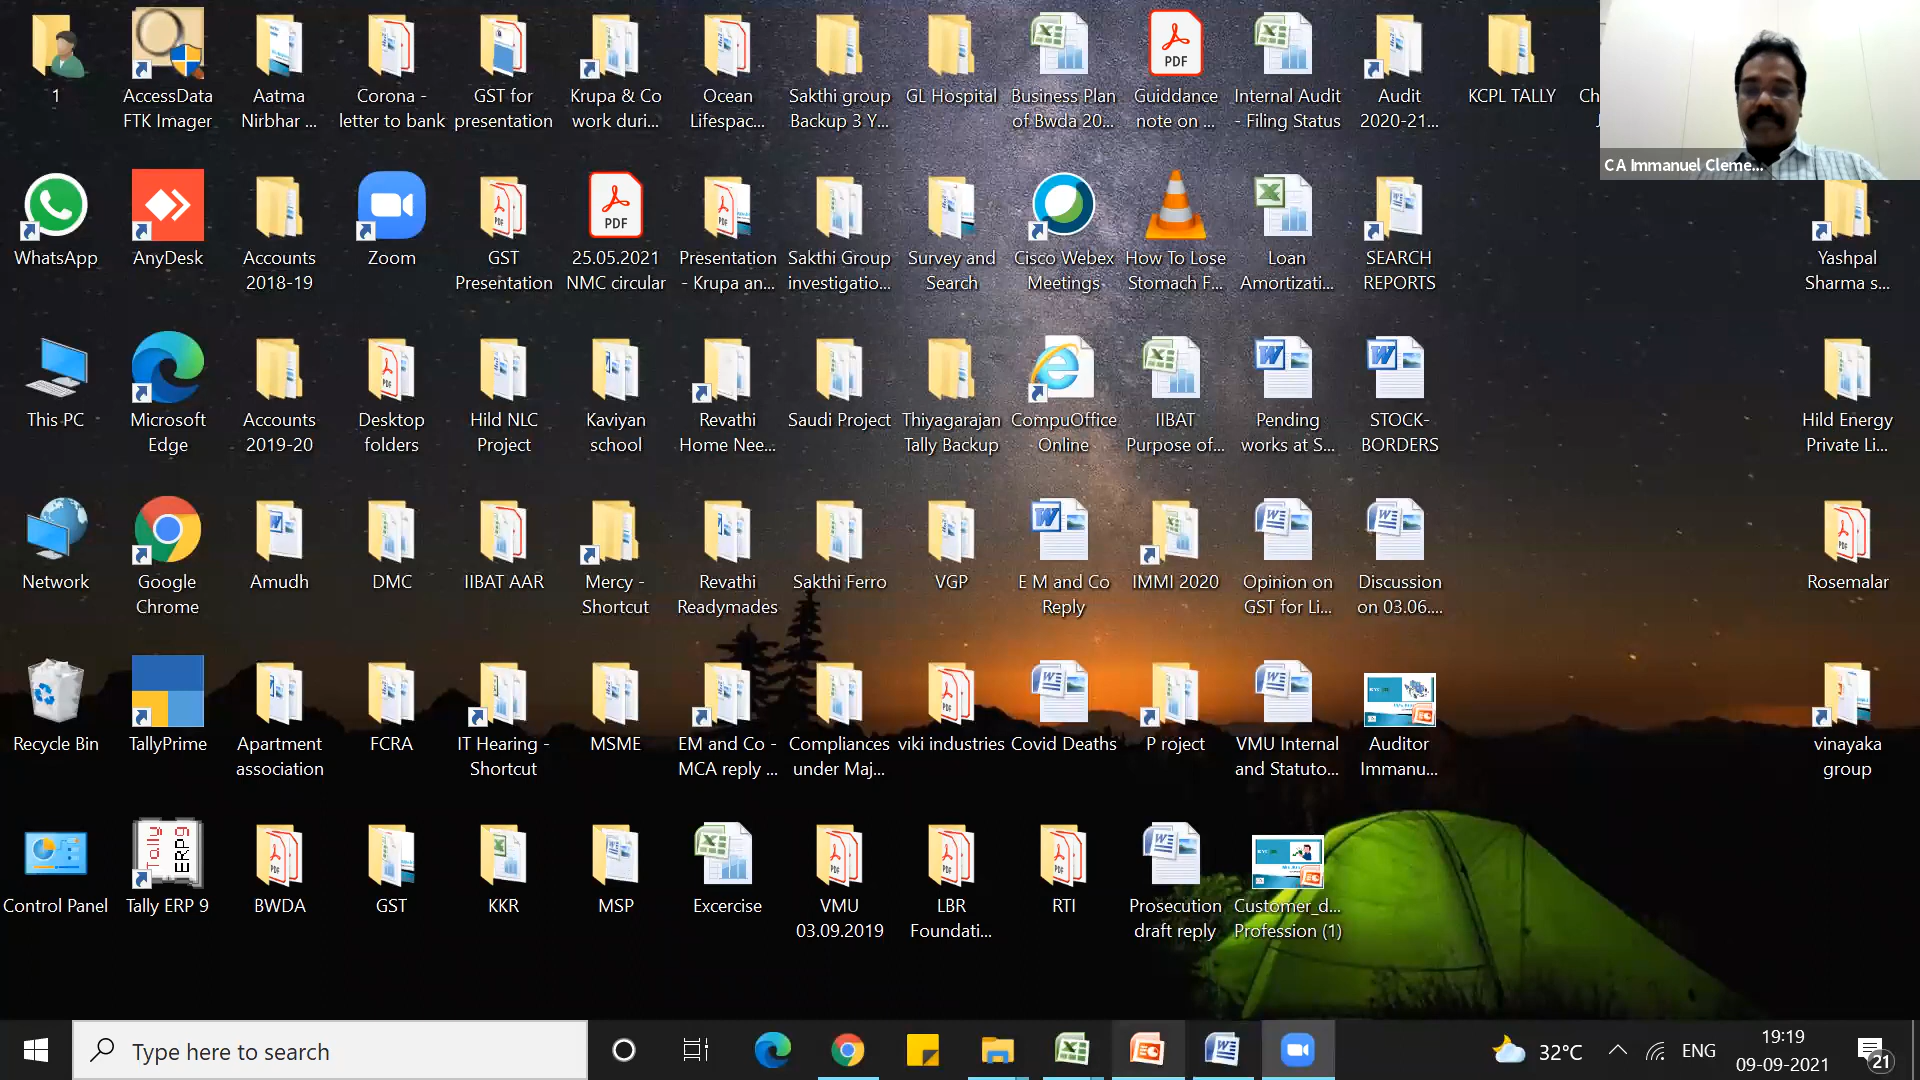 1
AccessData
FTK Imager
Aatma
Nirbhar ...
Corona -
letter to bank
GST for
presentation
Krupa & Co
work duri...
Ocean
Lifespac...
Sakthi group
Backup 3 Y...
GL Hospital
Business Plan
of Bwda 20...
PDF
Guiddance
note on ...
Internal Audit
- Filing Status
Audit
2020-21...
KCPL TALLY
Ch
CA Immanuel Cleme...
WhatsApp
AnyDesk
Accounts
2018-19
Zoom
GST
Presentation
PDF
25.05.2021
NMC circular
Presentation
- Krupa an...
Sakthi Group
investigatio...
Survey and
Search
Cisco Webex
Meetings
How To Lose
Stomach F...
Loan
Amortizati...
SEARCH
REPORTS
Yashpal
Sharma s...
This PC
Microsoft
Edge
Accounts
2019-20
Desktop
folders
Hild NLC
Project
Kaviyan
school
Revathi
Home Nee...
Saudi Project
Thiyagarajan
Tally Backup
CompuOffice
Online
IIBAT
Purpose of...
Pending
works at S...
STOCK-
BORDERS
Hild Energy
Private Li...
Network
Google
Chrome
Amudh
DMC
IIBAT AAR
Mercy -
Shortcut
Revathi
Readymades
Sakthi Ferro
VGP
E M and Co
Reply
IMMI 2020
Opinion on
GST for Li...
Discussion
on 03.06....
Rosemalar
Recycle Bin
TallyPrime
Apartment
association
FCRA
IT Hearing -
Shortcut
MSME
EM and Co -
MCA reply ...
Compliances
under Maj...
viki industries
Covid Deaths
P roject
VMU Internal
and Statuto...
Auditor
Immanu...
vinayaka
group
Control Panel
Tally
ERP9
Tally ERP 9
BWDA
GST
KKR
MSP
Excercise
VMU
03.09.2019
LBR
Foundati...
RTI
Prosecution
draft reply
Customer_d...
Profession (1)
Type here to search
32°C
ENG
19:19
09-09-2021
21